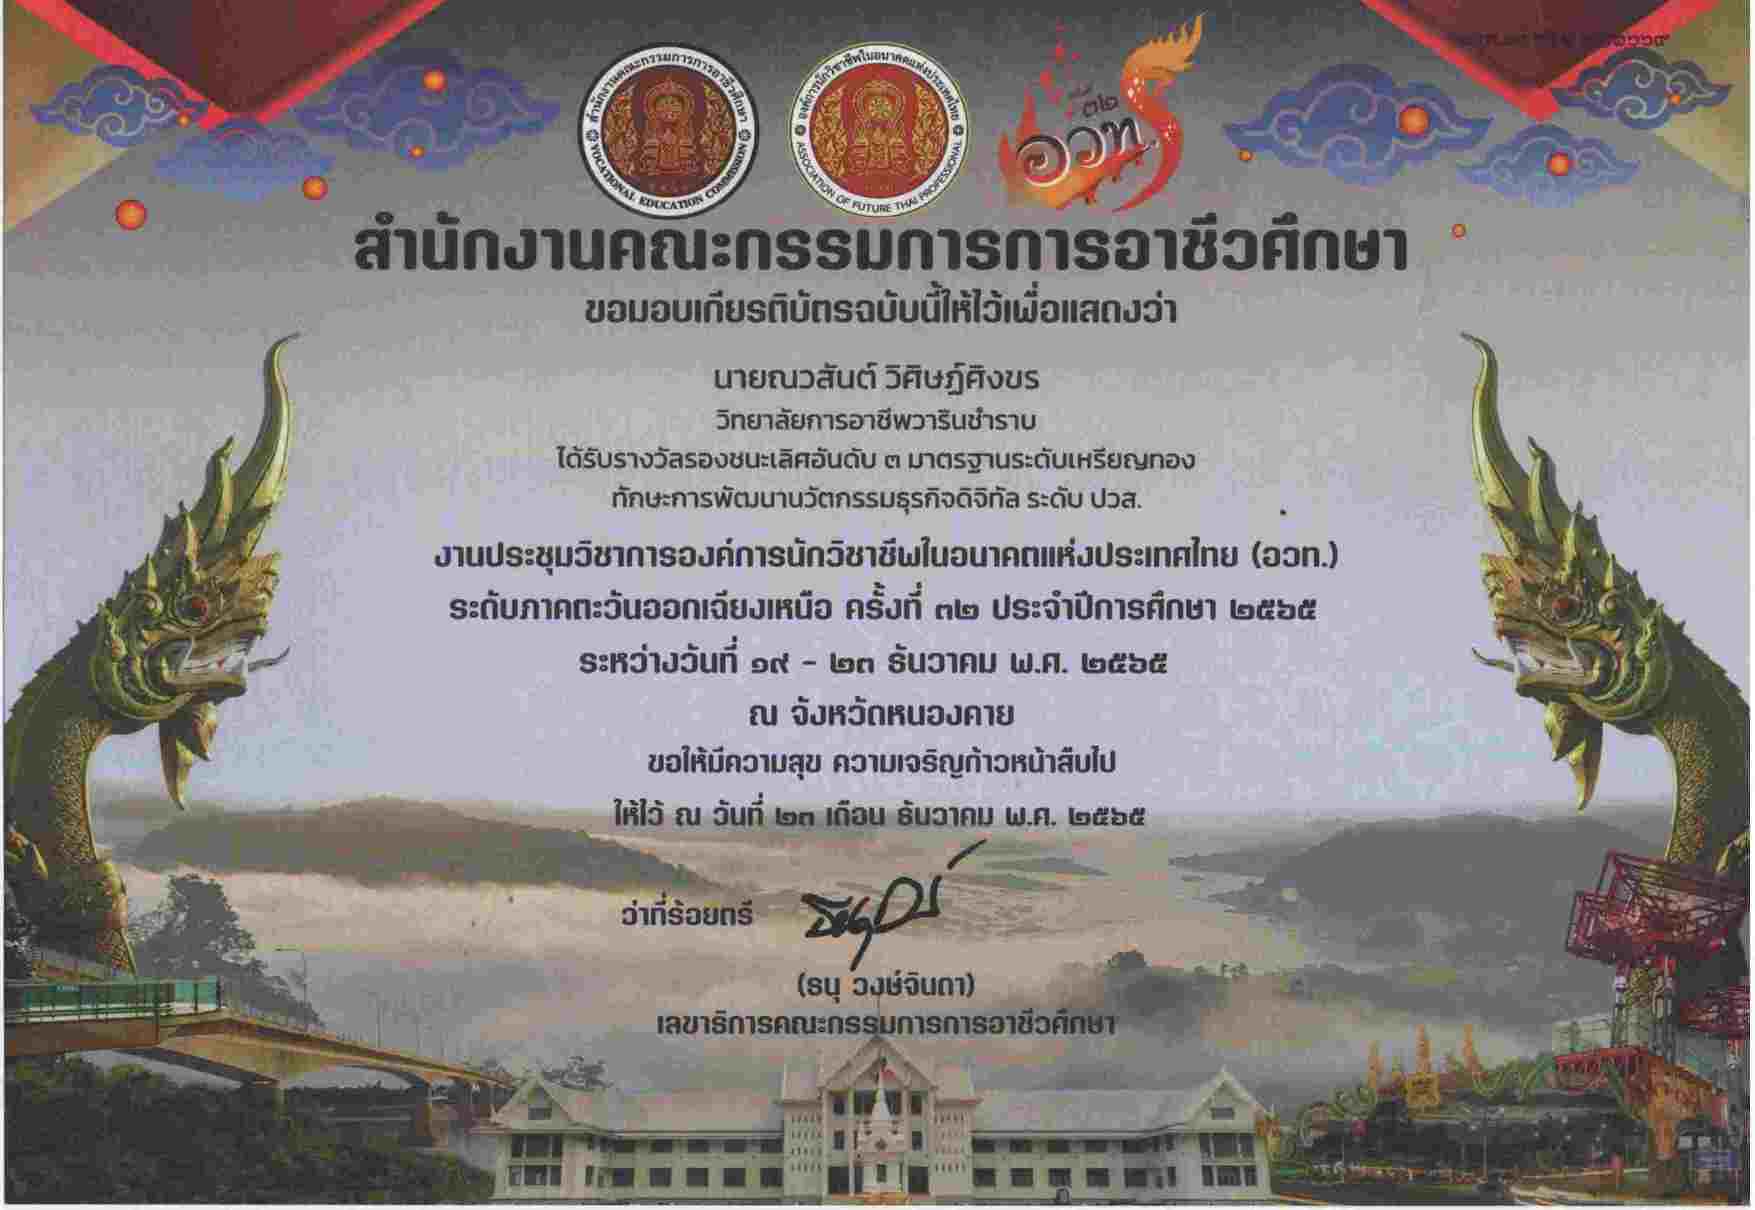 สำนักงานคณะกรรมการการอาชีวศึกษา
VOCATIONAL EDUCATION COMMISSION
องค์การนักวิชาชีพในอนาคตแห่งประเทศไทย
ASSOCIATION OF FUTURE THAI PROFESSIONAL
๓๒
อวท.
สำนักงานคณะกรรมการการอาชีวศึกษา
ขอมอบเกียรติบัตรฉบับนี้ให้ไว้เพื่อแสดงว่า
นายณวสันต์ วิศิษฏ์ศิงขร
วิทยาลัยการอาชีพวารินชำราบ
ได้รับรางวัลรองชนะเลิศอันดับ ๓ มาตรฐานระดับเหรียญทอง
ทักษะการพัฒนานวัตกรรมธุรกิจดิจิทัล ระดับ ปวส.
งานประชุมวิชาการองค์การนักวิชาชีพในอนาคตแห่งประเทศไทย (อวท.)
ระดับภาคตะวันออกเฉียงเหนือ ครั้งที่ ๓๒ ประจำปีการศึกษา ๒๕๖๕
ระหว่างวันที่ ๑๙ - ๒๓ ธันวาคม พ.ศ. ๒๕๖๕
ณ จังหวัดหนองคาย
ขอให้มีความสุข ความเจริญก้าวหน้าสืบไป
ให้ไว้ ณ วันที่ ๒๓ เดือน ธันวาคม พ.ศ. ๒๕๖๕
ว่าที่ร้อยตรี
(ธนุ วงษ์จินดา)
เลขาธิการคณะกรรมการการอาชีวศึกษา